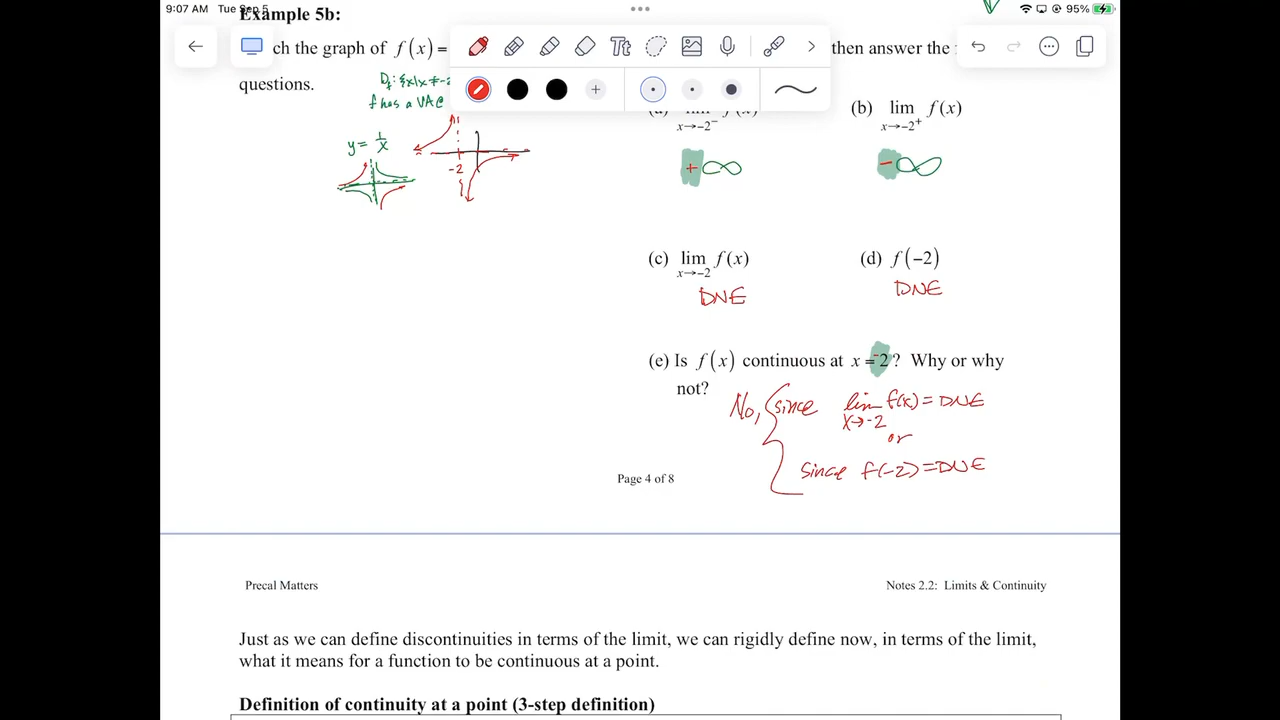 9:07 AM Tue Sep 5
95%
Example 5b:
ch the graph of f(x) =
then answer the
questions.
D_f: {x|x ≠ -2
f has a VA @
y = 1/x
-2
(a) lim x→-2⁻ f(x)
+∞
(b) lim x→-2⁺ f(x)
-∞
(c) lim x→-2 f(x)
DNE
(d) f(-2)
DNE
(e) Is f(x) continuous at x = -2? Why or why
not?
No, since lim x→-2 f(x) = DNE
or
since f(-2) = DNE
Page 4 of 8
Precal Matters
Notes 2.2: Limits & Continuity
Just as we can define discontinuities in terms of the limit, we can rigidly define now, in terms of the limit,
what it means for a function to be continuous at a point.
Definition of continuity at a point (3-step definition)